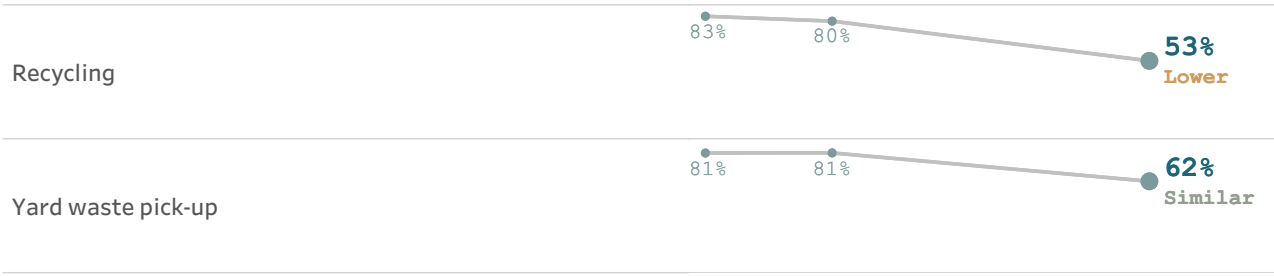 83%
80%
53%
Recycling
Lower
81%
81%
62%
Similar
Yard waste pick-up